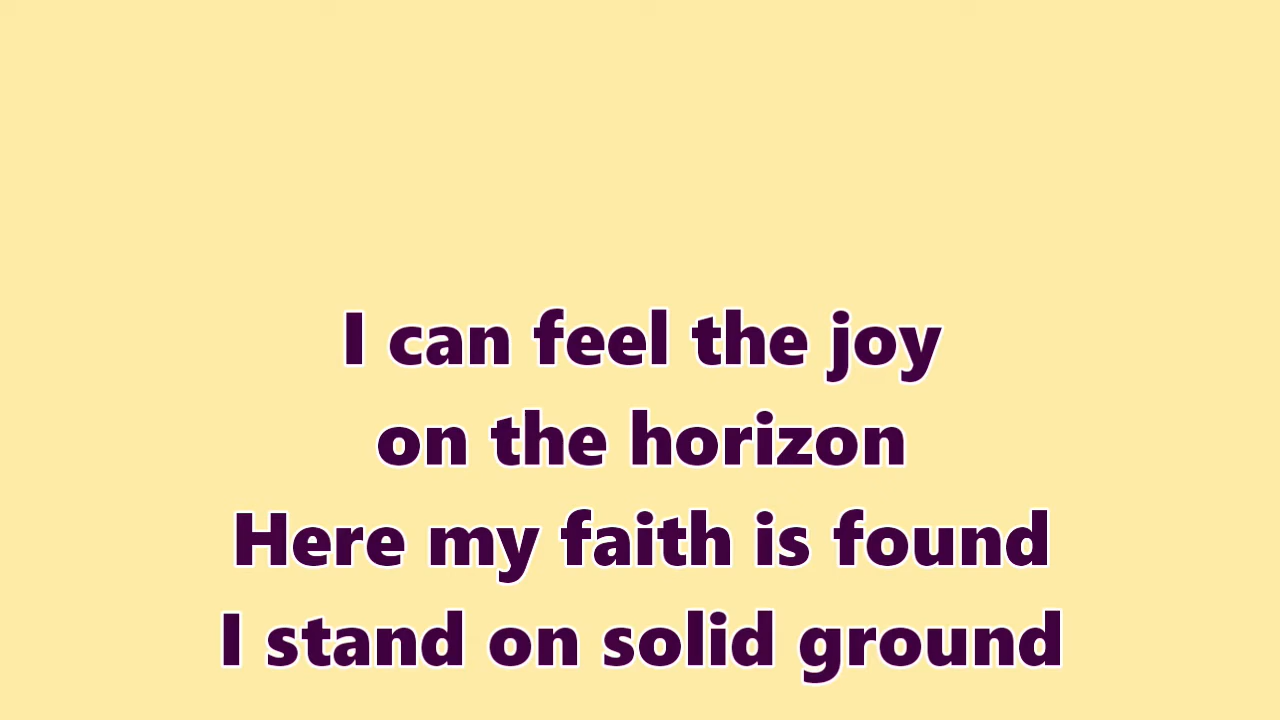 I can feel the joy
on the horizon
Here my faith is found
I stand on solid ground